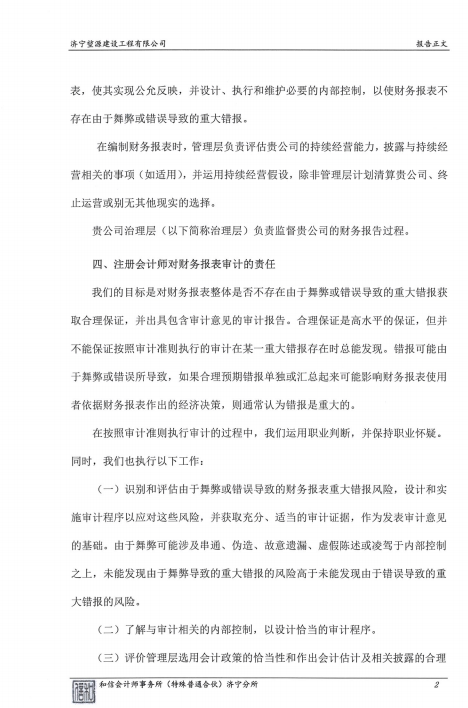 济宁堃源建设工程有限公司 报告正文
表，使其实现公允反映，并设计、执行和维护必要的内部控制，以使财务报表不
存在由于舞弊或错误导致的重大错报。
在编制财务报表时，管理层负责评估贵公司的持续经营能力，披露与持续经
营相关的事项（如适用），并运用持续经营假设，除非管理层计划清算贵公司、终
止运营或别无其他现实的选择。
贵公司治理层（以下简称治理层）负责监督贵公司的财务报告过程。
四、注册会计师对财务报表审计的责任
我们的目标是对财务报表整体是否不存在由于舞弊或错误导致的重大错报获
取合理保证，并出具包含审计意见的审计报告。合理保证是高水平的保证，但并
不能保证按照审计准则执行的审计在某一重大错报存在时总能发现。错报可能由
于舞弊或错误所导致，如果合理预期错报单独或汇总起来可能影响财务报表使用
者依据财务报表作出的经济决策，则通常认为错报是重大的。
在按照审计准则执行审计的过程中，我们运用职业判断，并保持职业怀疑。
同时，我们也执行以下工作：
（一）识别和评估由于舞弊或错误导致的财务报表重大错报风险，设计和实
施审计程序以应对这些风险，并获取充分、适当的审计证据，作为发表审计意见
的基础。由于舞弊可能涉及串通、伪造、故意遗漏、虚假陈述或凌驾于内部控制
之上，未能发现由于舞弊导致的重大错报的风险高于未能发现由于错误导致的重
大错报的风险。
（二）了解与审计相关的内部控制，以设计恰当的审计程序。
（三）评价管理层选用会计政策的恰当性和作出会计估计及相关披露的合理
和信会计师事务所（特殊普通合伙）济宁分所 2